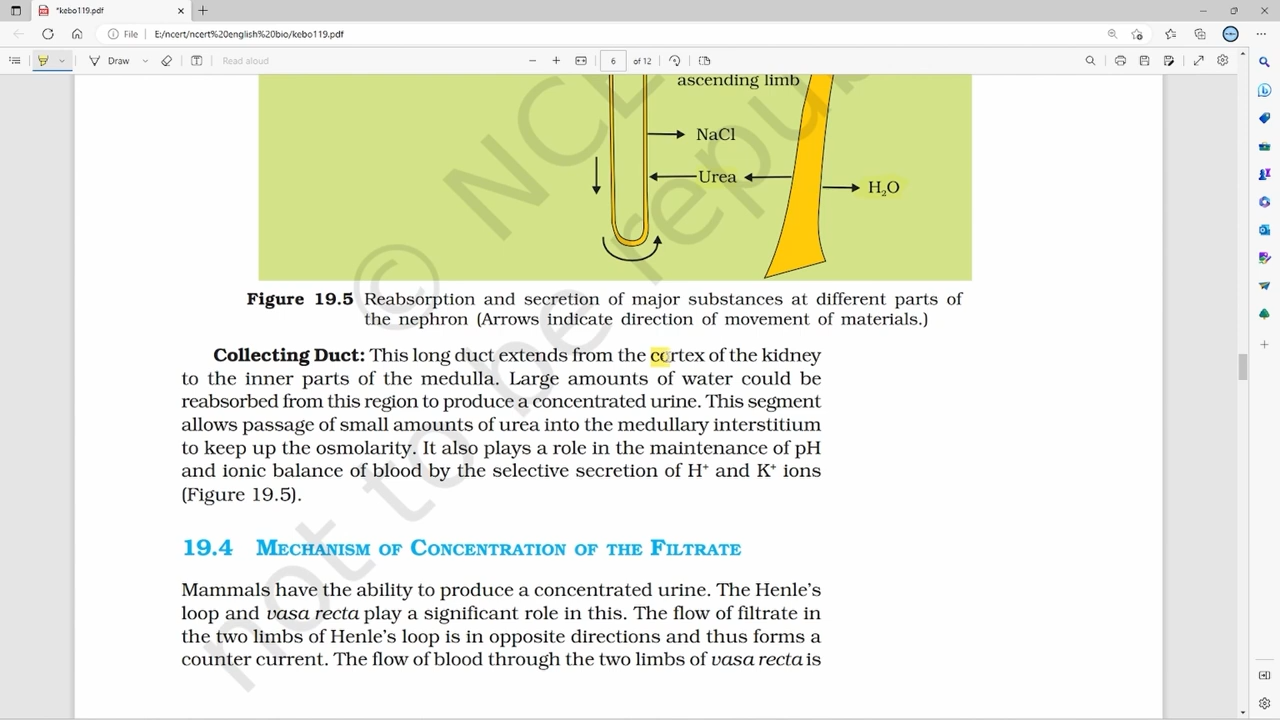 *kebo119.pdf
File E:/ncert/ncert%20english%20bio/kebo119.pdf
Draw Read aloud 6 of 12
ascending limb
NaCl
Urea
H₂O
Figure 19.5 Reabsorption and secretion of major substances at different parts of
the nephron (Arrows indicate direction of movement of materials.)
Collecting Duct: This long duct extends from the cortex of the kidney
to the inner parts of the medulla. Large amounts of water could be
reabsorbed from this region to produce a concentrated urine. This segment
allows passage of small amounts of urea into the medullary interstitium
to keep up the osmolarity. It also plays a role in the maintenance of pH
and ionic balance of blood by the selective secretion of H⁺ and K⁺ ions
(Figure 19.5).
19.4 MECHANISM OF CONCENTRATION OF THE FILTRATE
Mammals have the ability to produce a concentrated urine. The Henle's
loop and vasa recta play a significant role in this. The flow of filtrate in
the two limbs of Henle's loop is in opposite directions and thus forms a
counter current. The flow of blood through the two limbs of vasa recta is
© NCE
not to be repu